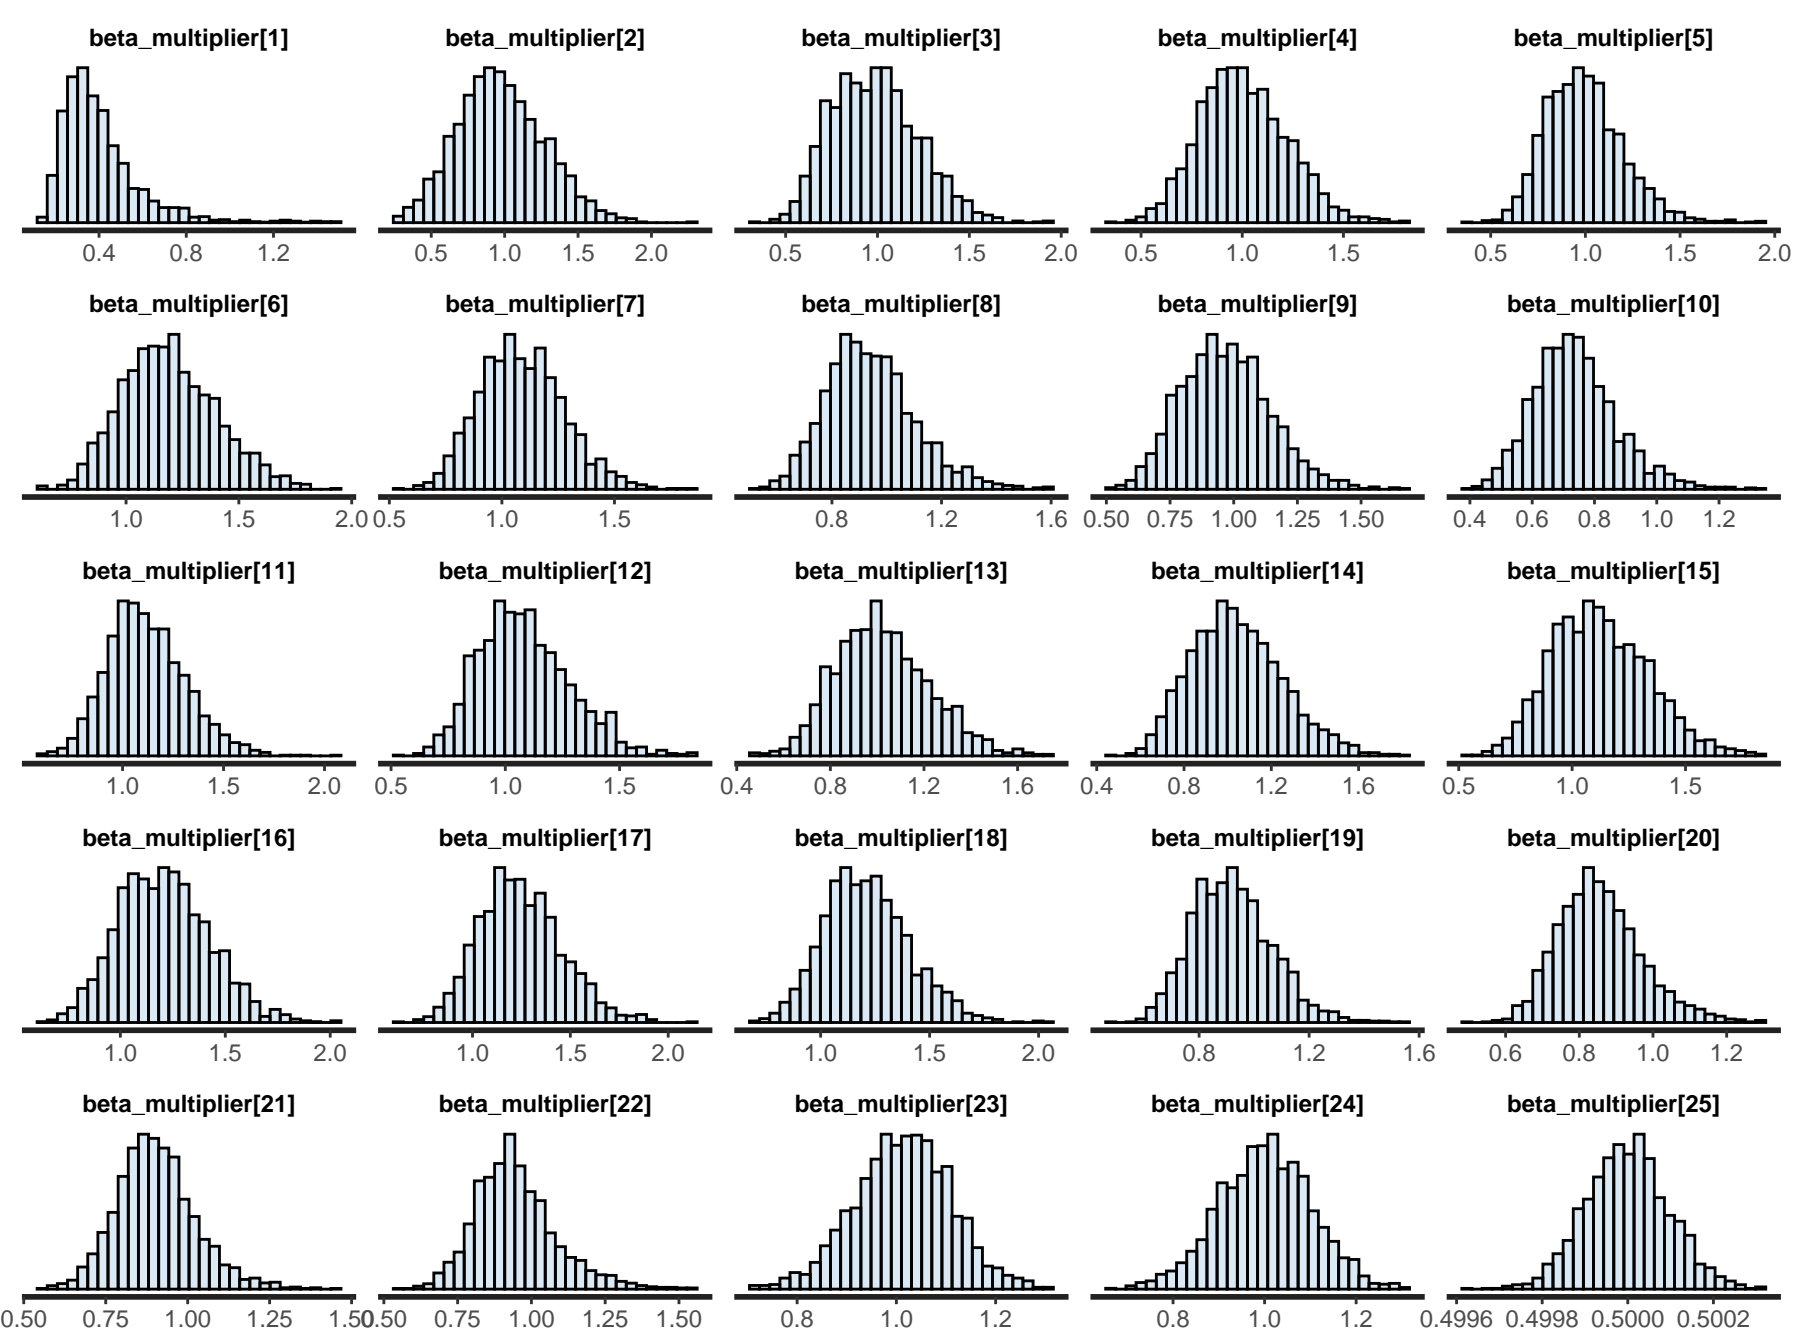 beta_multiplier[1] beta_multiplier[2] beta_multiplier[3] beta_multiplier[4] beta_multiplier[5]
0.4 0.8 1.2 0.5 1.0 1.5 2.0 0.5 1.0 1.5 2.0 0.5 1.0 1.5 0.5 1.0 1.5 2.0
beta_multiplier[6] beta_multiplier[7] beta_multiplier[8] beta_multiplier[9] beta_multiplier[10]
1.0 1.5 2.0 0.5 1.0 1.5 0.8 1.2 1.6 0.50 0.75 1.00 1.25 1.50 0.4 0.6 0.8 1.0 1.2
beta_multiplier[11] beta_multiplier[12] beta_multiplier[13] beta_multiplier[14] beta_multiplier[15]
1.0 1.5 2.0 0.5 1.0 1.5 0.4 0.8 1.2 1.6 0.4 0.8 1.2 1.6 0.5 1.0 1.5
beta_multiplier[16] beta_multiplier[17] beta_multiplier[18] beta_multiplier[19] beta_multiplier[20]
1.0 1.5 2.0 1.0 1.5 2.0 1.0 1.5 2.0 0.8 1.2 1.6 0.6 0.8 1.0 1.2
beta_multiplier[21] beta_multiplier[22] beta_multiplier[23] beta_multiplier[24] beta_multiplier[25]
0.50 0.75 1.00 1.25 1.50 0.50 0.75 1.00 1.25 1.50 0.8 1.0 1.2 0.8 1.0 1.2 0.4996 0.4998 0.5000 0.5002